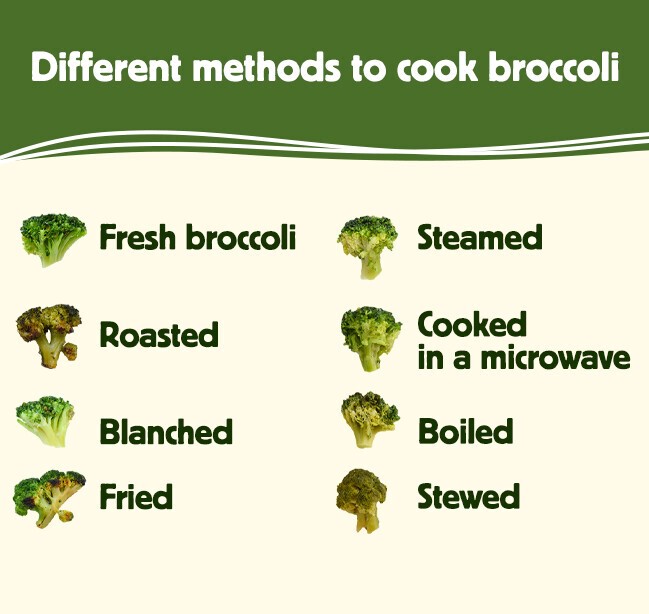 Different methods to cook broccoli
Fresh broccoli
Roasted
Blanched
Fried
Steamed
Cooked
in a microwave
Boiled
Stewed